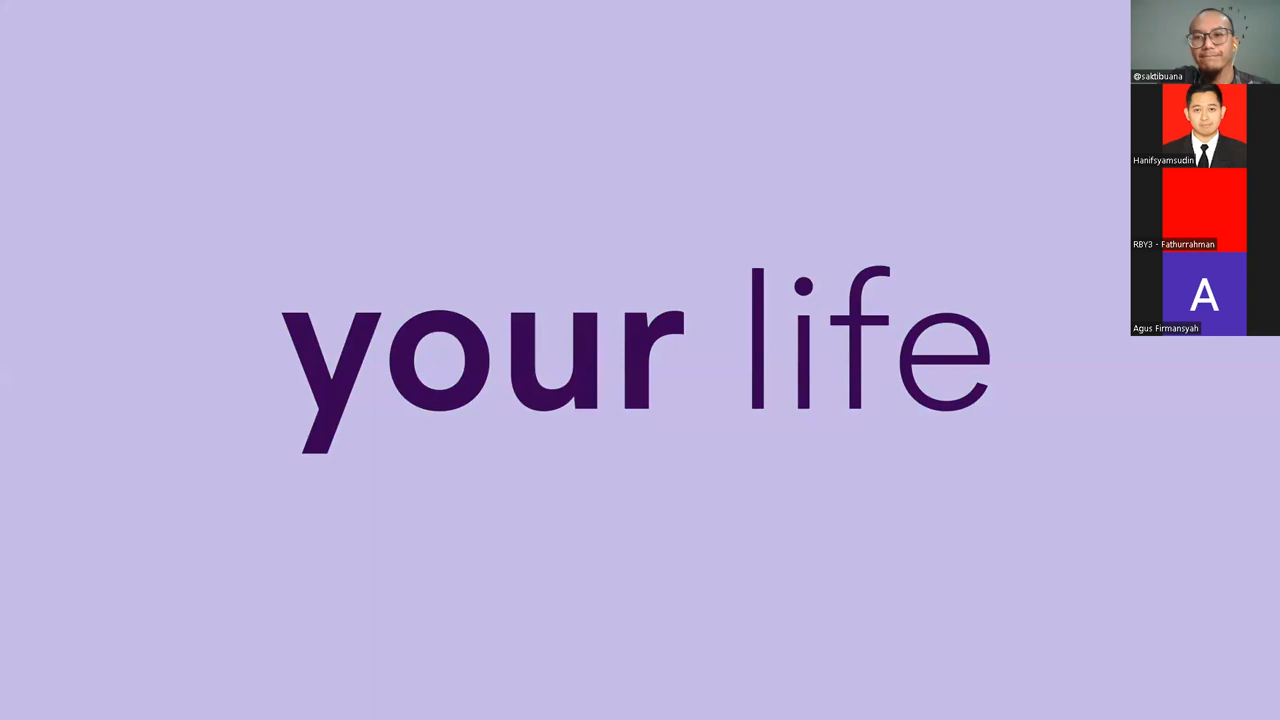 your life
@saktibuana
Hanifsyamsudin
RBY3 - Fathurrahman
A
Agus Firmansyah